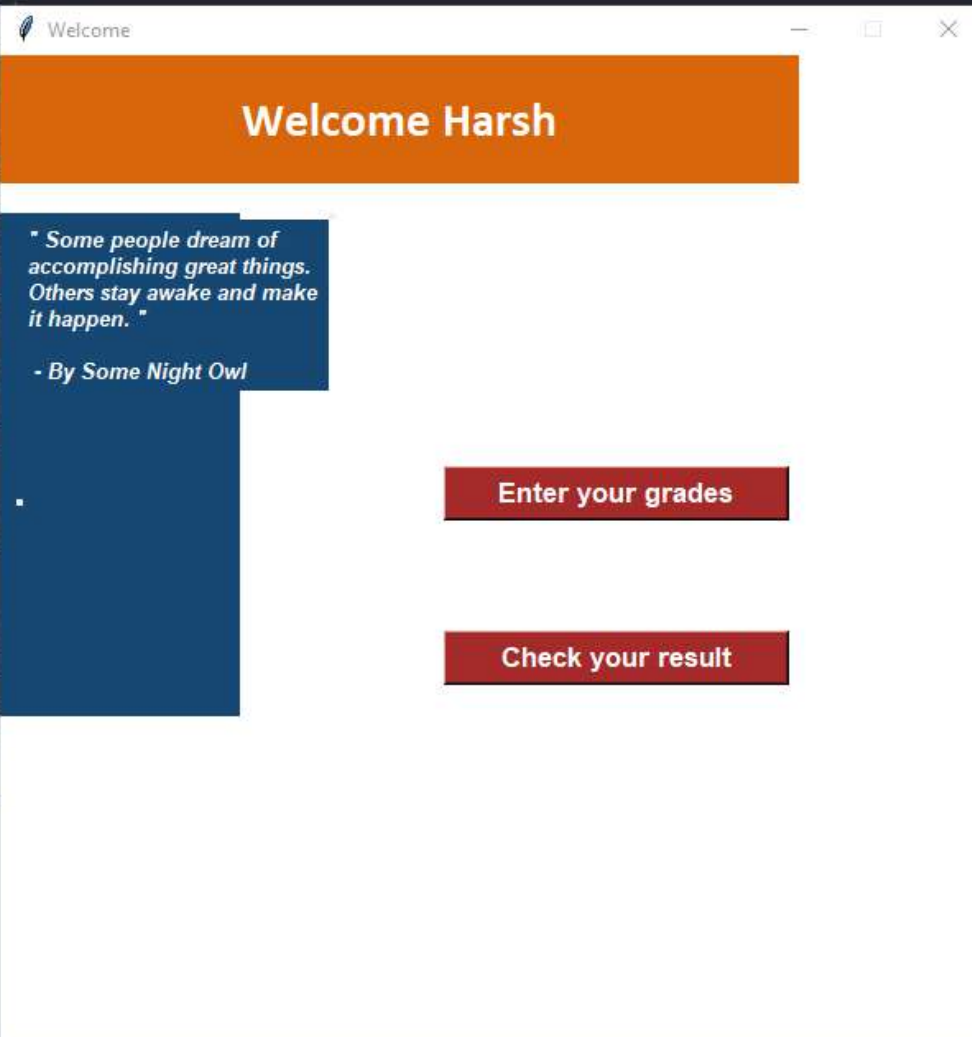 Welcome
Welcome Harsh
" Some people dream of
accomplishing great things.
Others stay awake and make
it happen. "
- By Some Night Owl
.
Enter your grades
Check your result